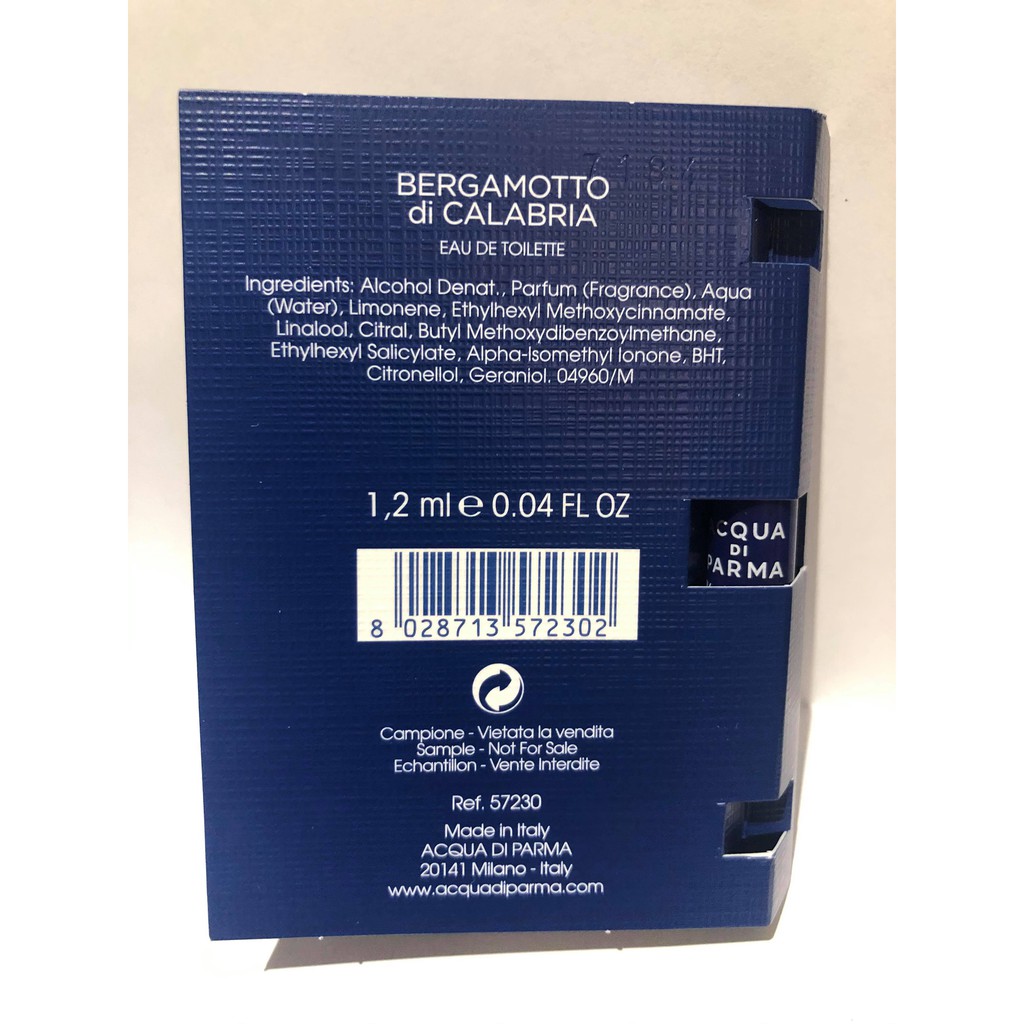 BERGAMOTTO
di CALABRIA
EAU DE TOILETTE
Ingredients: Alcohol Denat., Parfum (Fragrance), Aqua
(Water), Limonene, Ethylhexyl Methoxycinnamate,
Linalool, Citral, Butyl Methoxydibenzoylmethane,
Ethylhexyl Salicylate, Alpha-Isomethyl Ionone, BHT,
Citronellol, Geraniol. 04960/M
1,2 ml e 0.04 FL OZ
CQUA
DI
PARMA
8 028713 572302
Campione - Vietata la vendita
Sample - Not For Sale
Echantillon - Vente Interdite
Ref. 57230
Made in Italy
ACQUA DI PARMA
20141 Milano - Italy
www.acquadiparma.com